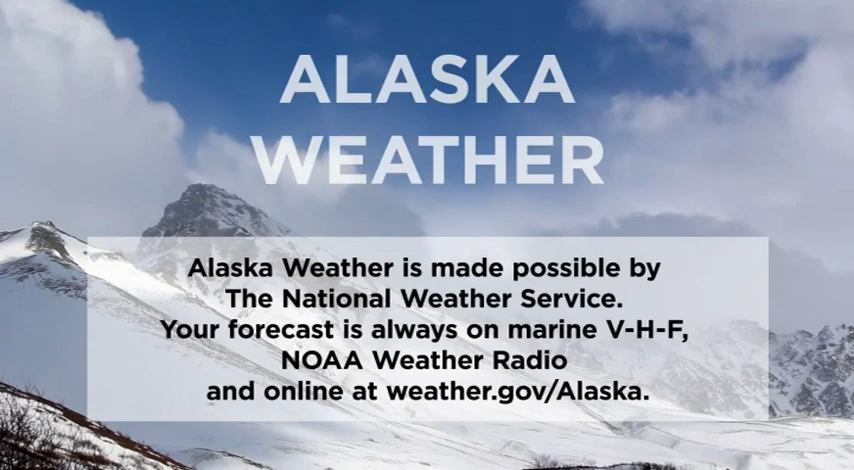 ALASKA
WEATHER
Alaska Weather is made possible by
The National Weather Service.
Your forecast is always on marine V-H-F,
NOAA Weather Radio
and online at weather.gov/Alaska.